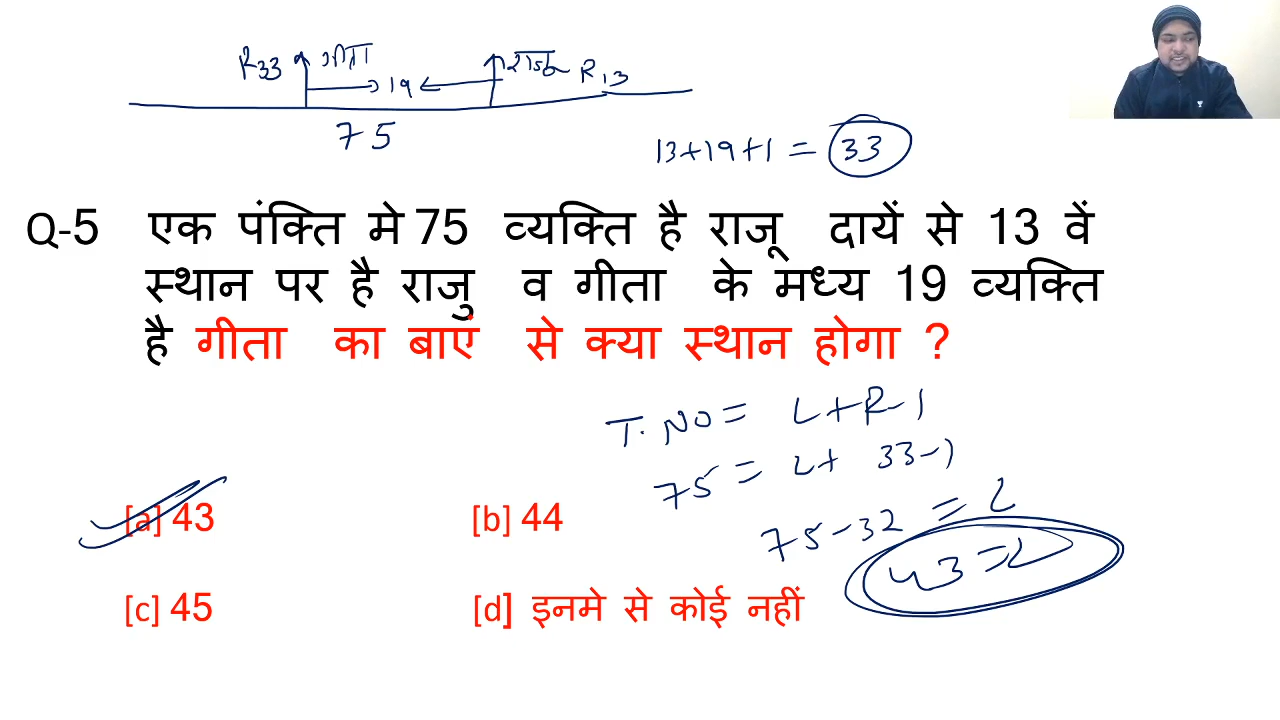 R33 गीता 19 राजू R13
75
13+19+1 = 33
Q-5 एक पंक्ति मे 75 व्यक्ति है राजू दायें से 13 वें
स्थान पर है राजु व गीता के मध्य 19 व्यक्ति
है गीता का बाएं से क्या स्थान होगा ?
T. NO = L+R-1
75 = L+ 33-1
75-32 = L
43 = L
[a] 43 [b] 44
[c] 45 [d] इनमे से कोई नहीं